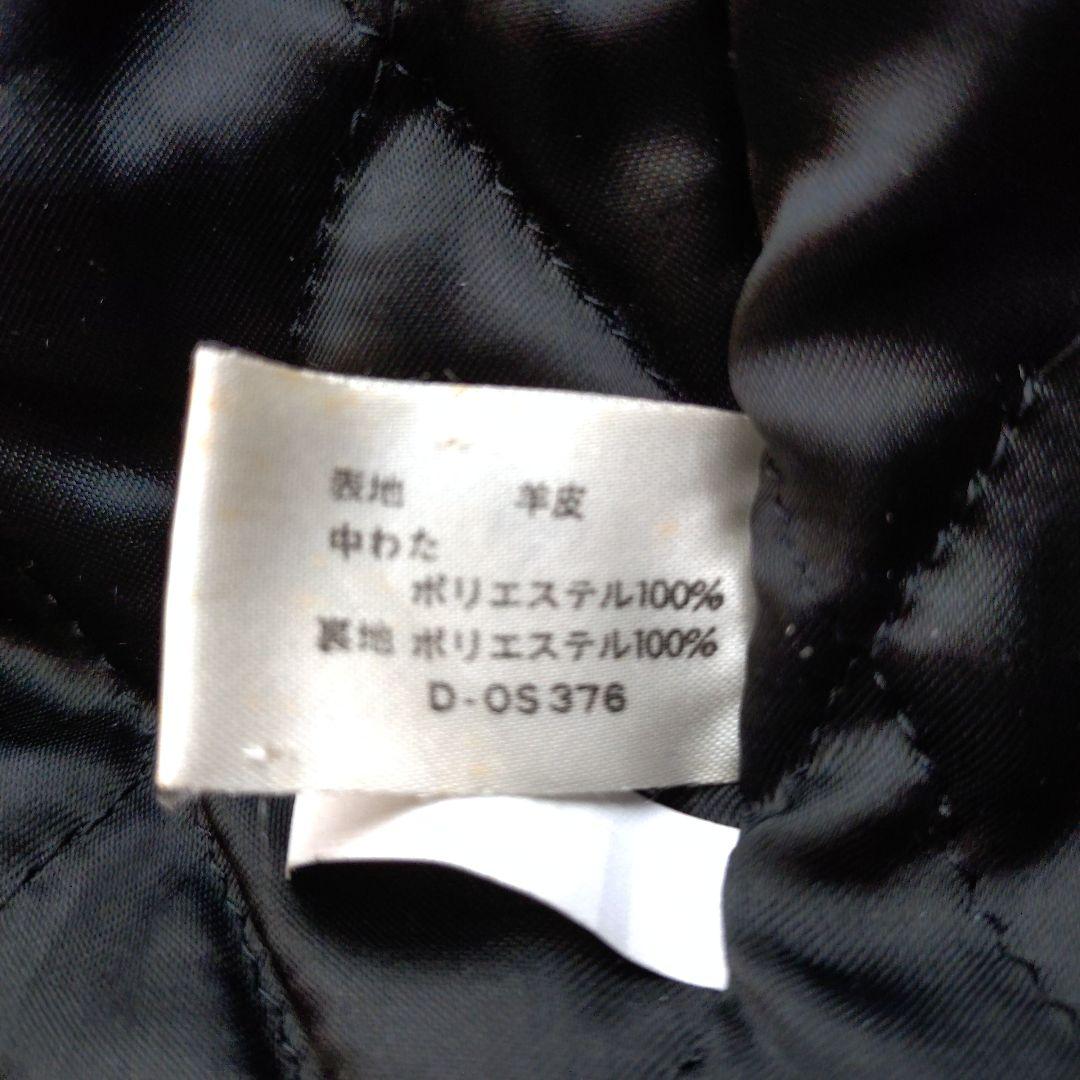 表地 羊皮
中わた
ポリエステル100%
裏地 ポリエステル100%
D-OS376